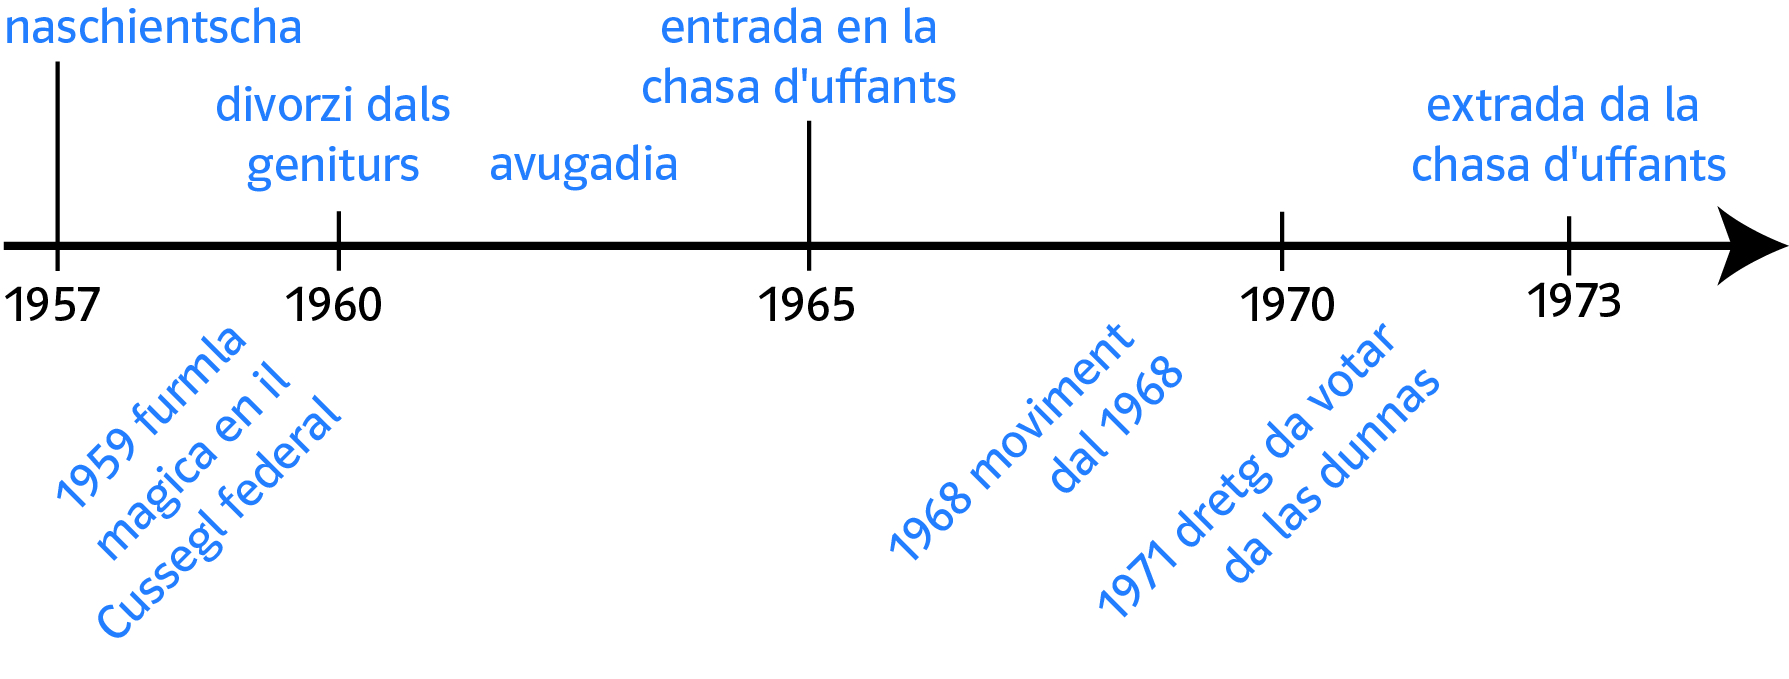 naschientscha
divorzi dals
geniturs
avugadia
entrada en la
chasa d'uffants
extrada da la
chasa d'uffants
1957
1960
1965
1970
1973
1959 furmla
magica en il
Cussegl federal
1968 moviment
dal 1968
1971 dretg da votar
da las dunnas